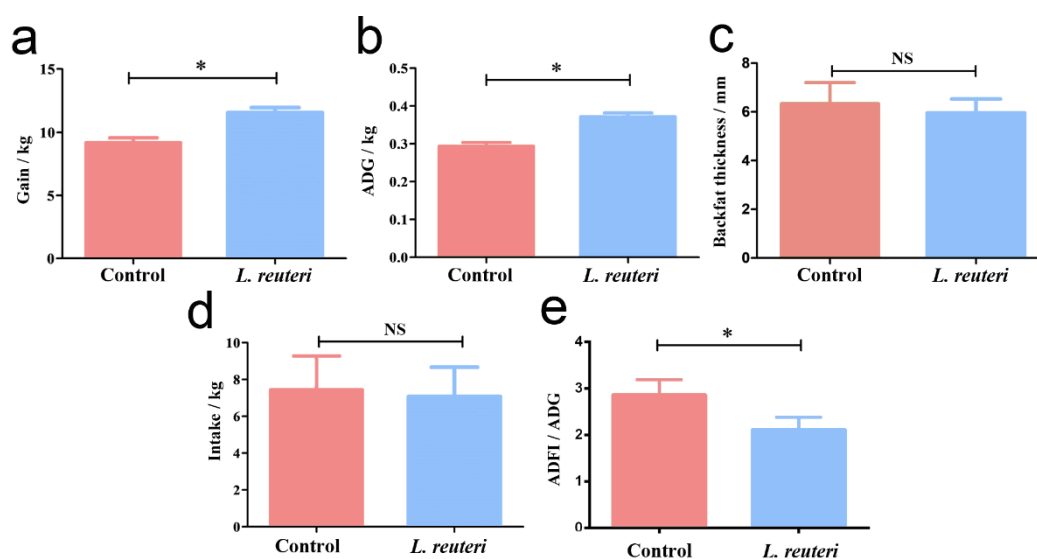 a
*
Gain / kg
15
10
5
0
Control
L. reuteri
b
*
ADG / kg
0.5
0.4
0.3
0.2
0.1
0.0
Control
L. reuteri
c
NS
Backfat thickness / mm
8
6
4
2
0
Control
L. reuteri
d
NS
Intake / kg
10
8
6
4
2
0
Control
L. reuteri
e
*
ADFI / ADG
4
3
2
1
0
Control
L. reuteri